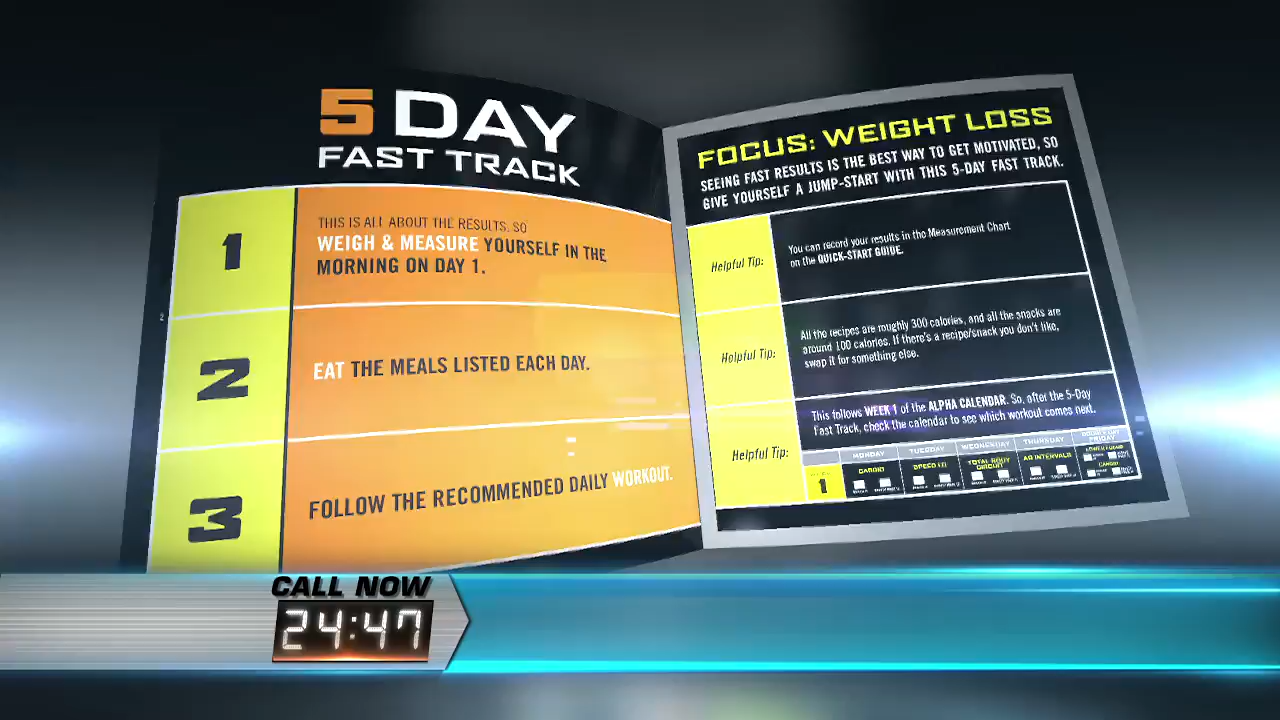 5 DAY
FAST TRACK
1
THIS IS ALL ABOUT THE RESULTS, SO
WEIGH & MEASURE YOURSELF IN THE
MORNING ON DAY 1.
2
EAT THE MEALS LISTED EACH DAY.
3
FOLLOW THE RECOMMENDED DAILY WORKOUT.
FOCUS: WEIGHT LOSS
SEEING FAST RESULTS IS THE BEST WAY TO GET MOTIVATED, SO
GIVE YOURSELF A JUMP-START WITH THIS 5-DAY FAST TRACK.
Helpful Tip:
You can record your results in the Measurement Chart
on the QUICK-START GUIDE.
Helpful Tip:
All the recipes are roughly 300 calories, and all the snacks are
around 100 calories. If there's a recipe/snack you don't like,
swap it for something else.
Helpful Tip:
This follows WEEK 1 of the ALPHA CALENDAR. So, after the 5-Day
Fast Track, check the calendar to see which workout comes next.
MONDAY TUESDAY WEDNESDAY THURSDAY FRIDAY
1
CARDIO
TOTAL BODY
CIRCUIT
AB INTERVALS
CARDIO
CALL NOW
24:47